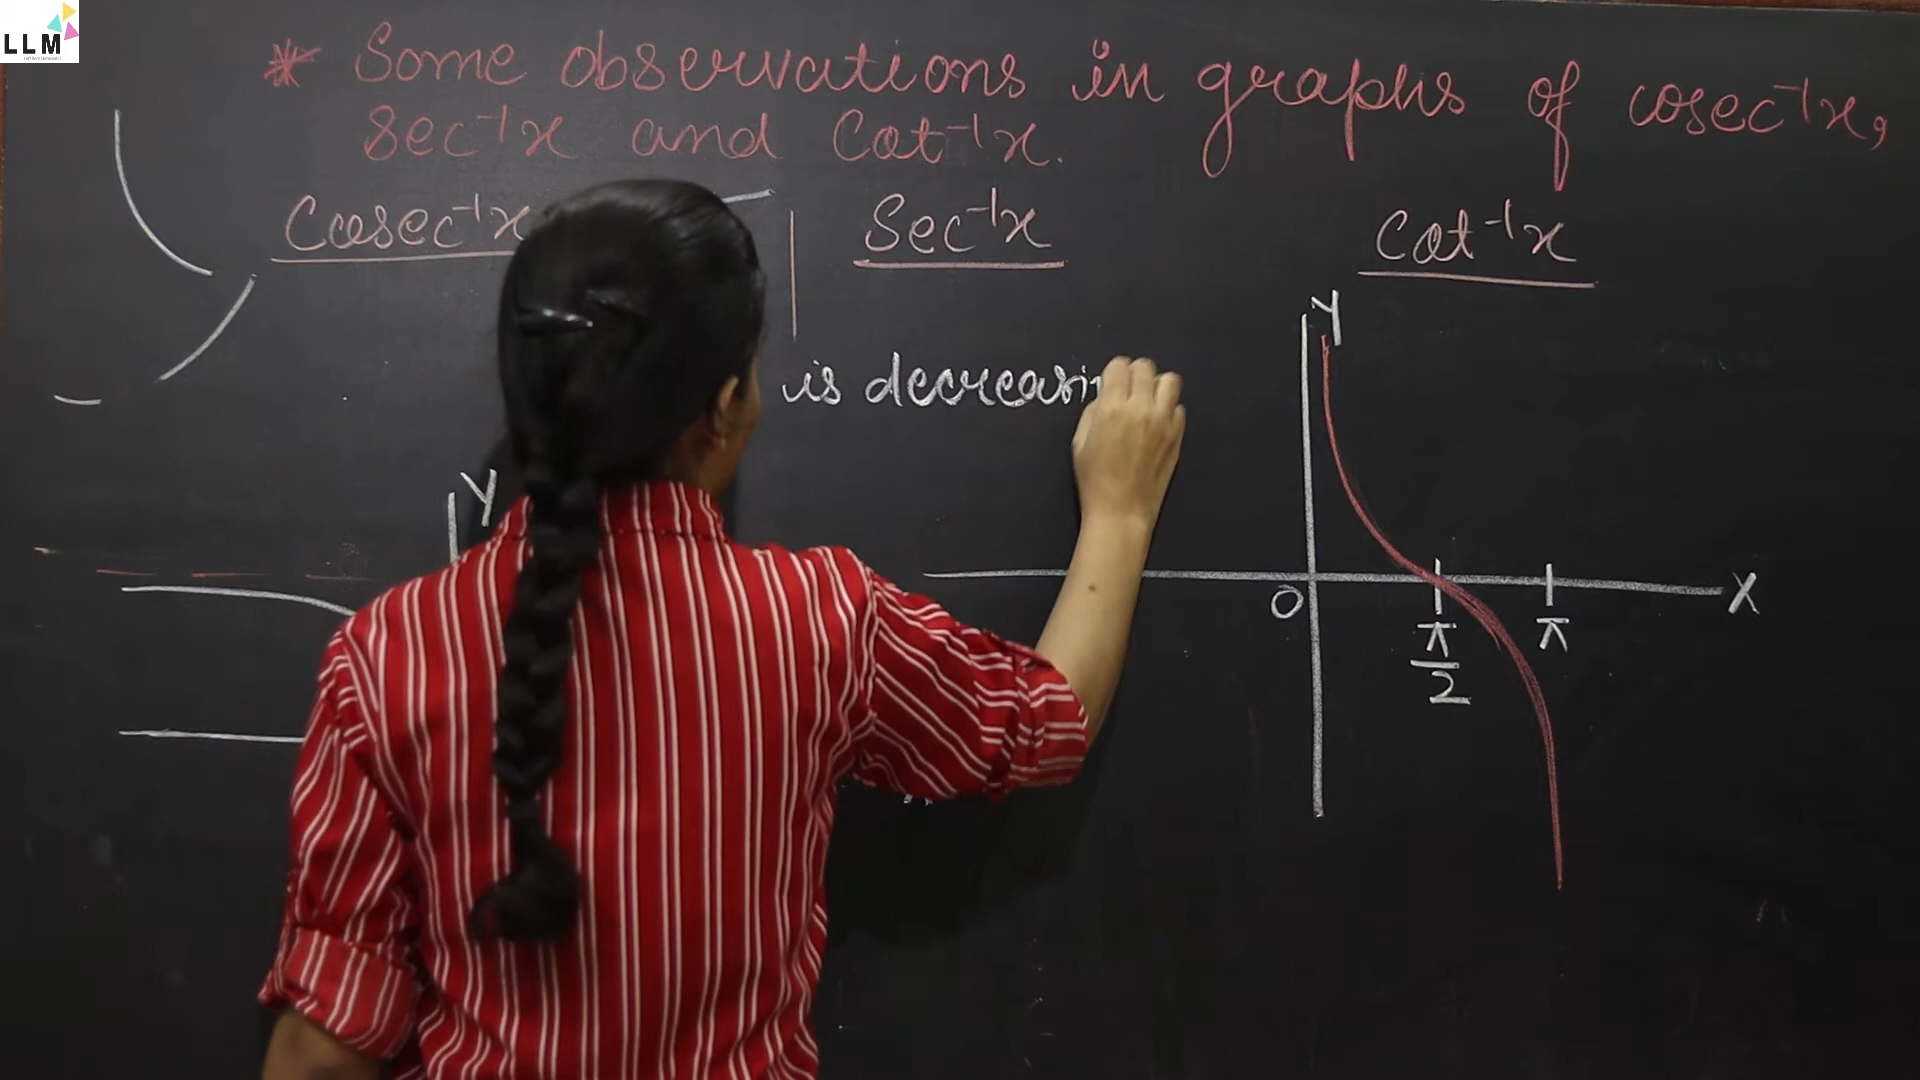 LLM
* Some observations in graphs of cosec⁻¹x,
sec⁻¹x and Cot⁻¹x.
Cosec⁻¹x
Sec⁻¹x
Cot⁻¹x
is decreasin
Y
Y
O
π/2
π
X